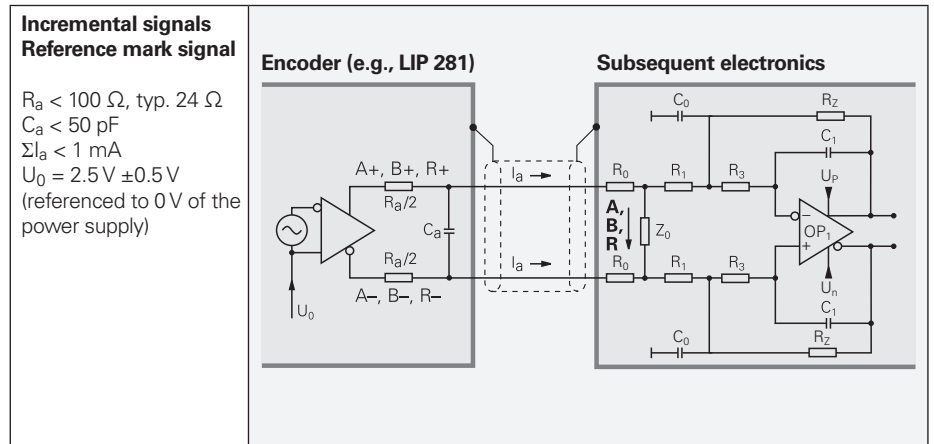 Incremental signals
Reference mark signal
Rₐ < 100 Ω, typ. 24 Ω
Cₐ < 50 pF
ΣIₐ < 1 mA
U₀ = 2.5 V ±0.5 V
(referenced to 0 V of the
power supply)
Encoder (e.g., LIP 281)
Subsequent electronics
A+, B+, R+
Rₐ/2
Cₐ
Rₐ/2
A–, B–, R–
U₀
Iₐ
Iₐ
C₀
R_Z
C₁
U_P
R₀
R₁
R₃
A,
B,
R
Z₀
–
OP₁
+
R₀
R₁
R₃
Uₙ
C₁
C₀
R_Z